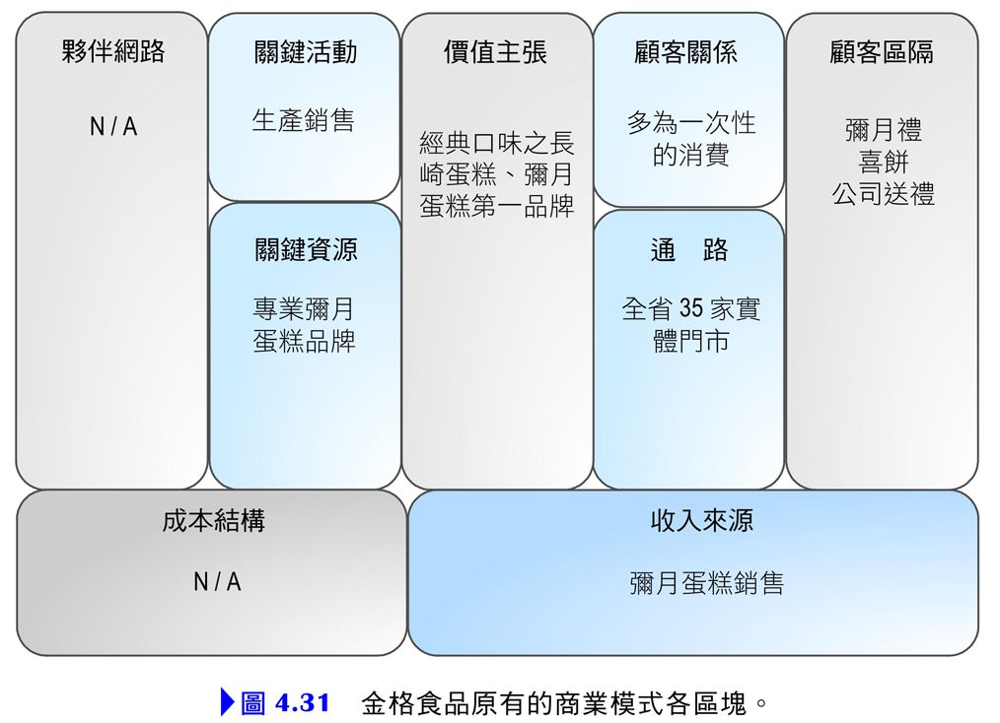 夥伴網路
N / A
關鍵活動
生產銷售
關鍵資源
專業彌月
蛋糕品牌
價值主張
經典口味之長
崎蛋糕、彌月
蛋糕第一品牌
顧客關係
多為一次性
的消費
通 路
全省 35 家實
體門市
顧客區隔
彌月禮
喜餅
公司送禮
成本結構
N / A
收入來源
彌月蛋糕銷售
圖 4.31 金格食品原有的商業模式各區塊。